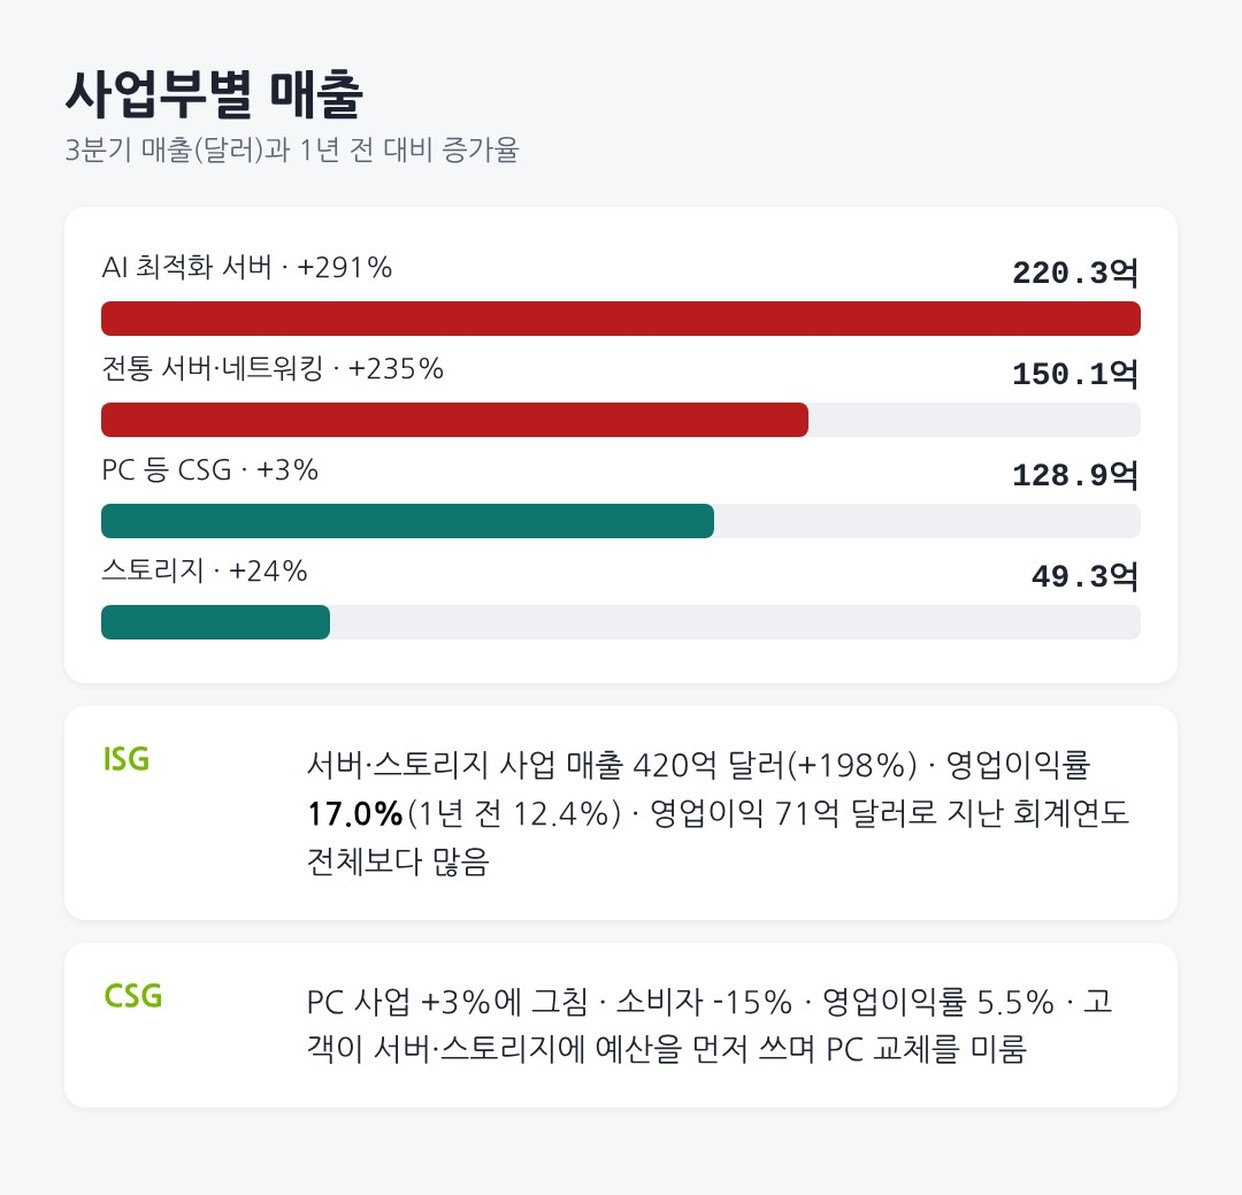 사업부별 매출
3분기 매출(달러)과 1년 전 대비 증가율
AI 최적화 서버 · +291%
220.3억
전통 서버·네트워킹 · +235%
150.1억
PC 등 CSG · +3%
128.9억
스토리지 · +24%
49.3억
ISG
서버·스토리지 사업 매출 420억 달러(+198%) · 영업이익률
17.0%(1년 전 12.4%) · 영업이익 71억 달러로 지난 회계연도
전체보다 많음
CSG
PC 사업 +3%에 그침 · 소비자 -15% · 영업이익률 5.5% · 고
객이 서버·스토리지에 예산을 먼저 쓰며 PC 교체를 미룸